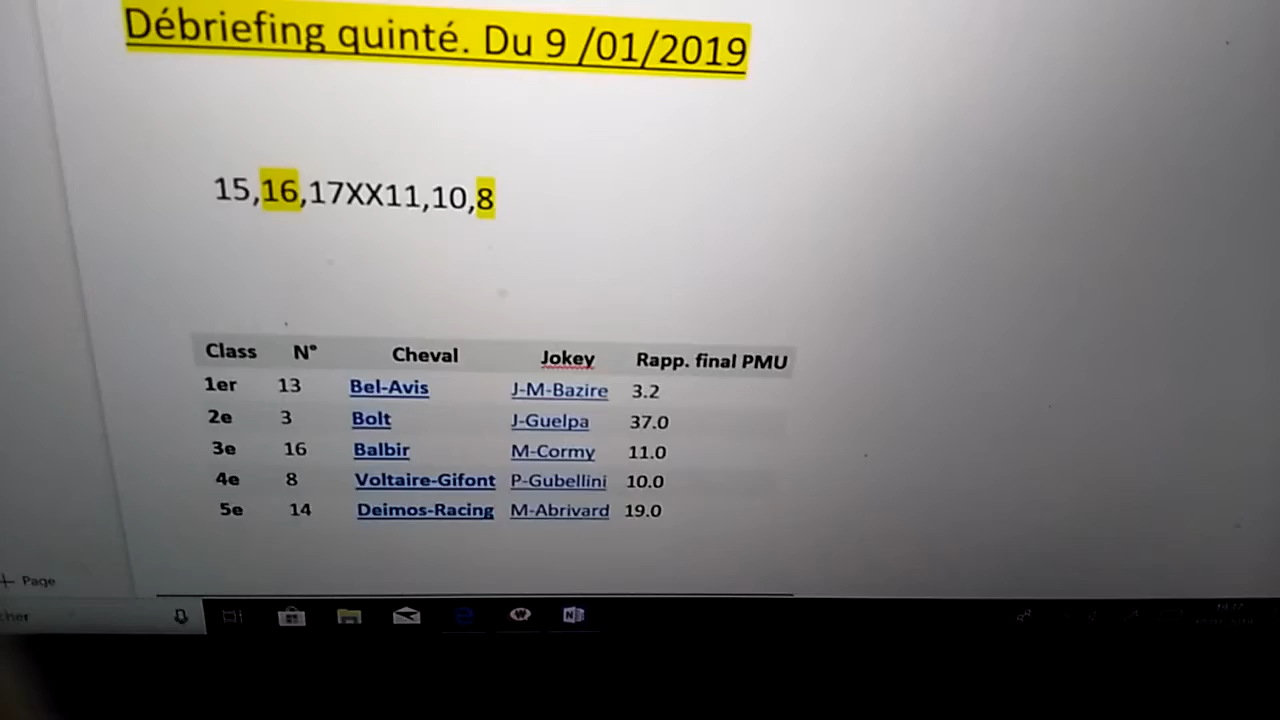 Débriefing quinté. Du 9 /01/2019
15,16,17XX11,10,8
Class N° Cheval Jokey Rapp. final PMU
1er 13 Bel-Avis J-M-Bazire 3.2
2e 3 Bolt J-Guelpa 37.0
3e 16 Balbir M-Cormy 11.0
4e 8 Voltaire-Gifont P-Gubellini 10.0
5e 14 Deimos-Racing M-Abrivard 19.0
+ Page
cher